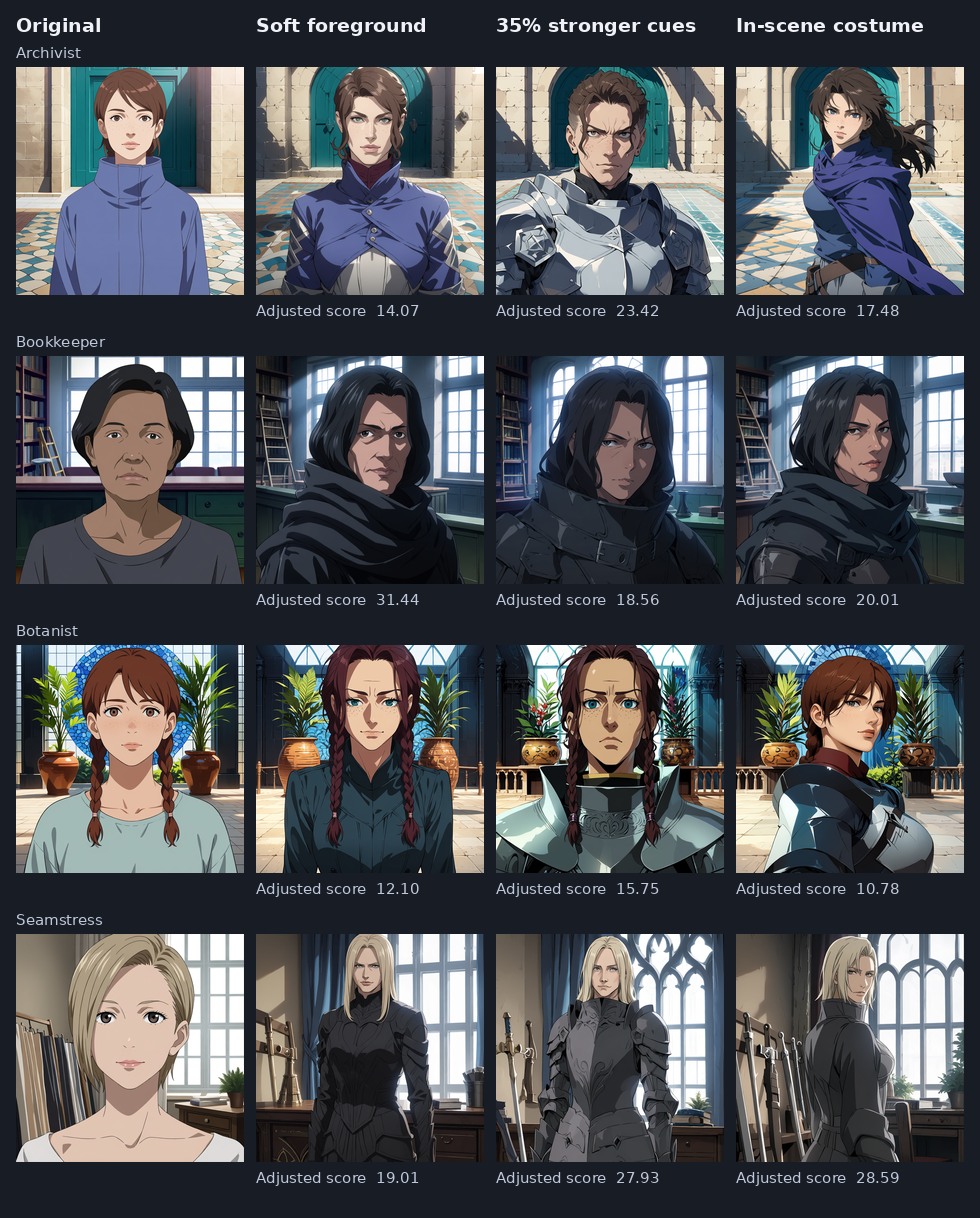 Original Soft foreground 35% stronger cues In-scene costume
Archivist
Adjusted score 14.07 Adjusted score 23.42 Adjusted score 17.48
Bookkeeper
Adjusted score 31.44 Adjusted score 18.56 Adjusted score 20.01
Botanist
Adjusted score 12.10 Adjusted score 15.75 Adjusted score 10.78
Seamstress
Adjusted score 19.01 Adjusted score 27.93 Adjusted score 28.59